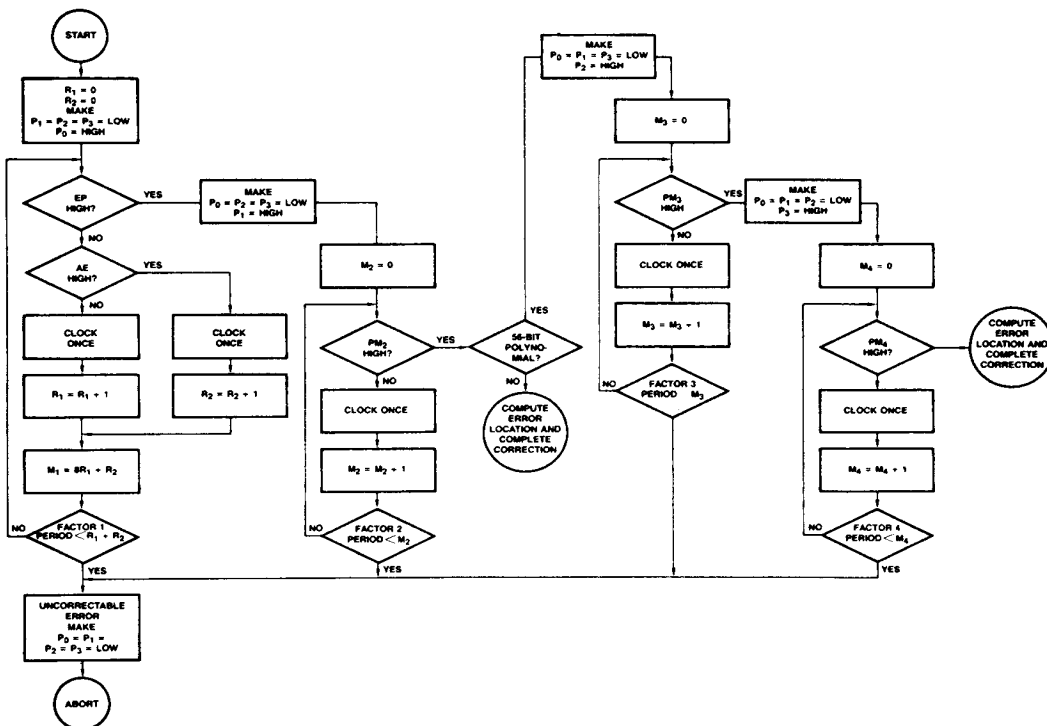 START
R1 = 0
R2 = 0
MAKE
P1 = P2 = P3 = LOW
P0 = HIGH
EP
HIGH?
YES
NO
AE
HIGH?
YES
NO
CLOCK
ONCE
CLOCK
ONCE
R1 = R1 + 1
R2 = R2 + 1
M1 = 8R1 + R2
FACTOR 1
PERIOD < R1 + R2
NO
YES
UNCORRECTABLE
ERROR
MAKE
P0 = P1 =
P2 = P3 = LOW
ABORT
MAKE
P0 = P2 = P3 = LOW
P1 = HIGH
M2 = 0
PM2
HIGH?
YES
NO
CLOCK ONCE
M2 = M2 + 1
FACTOR 2
PERIOD < M2
NO
YES
56-BIT
POLYNO-
MIAL?
YES
NO
COMPUTE
ERROR
LOCATION AND
COMPLETE
CORRECTION
MAKE
P0 = P1 = P3 = LOW
P2 = HIGH
M3 = 0
PM3
HIGH
YES
NO
CLOCK ONCE
M3 = M3 + 1
FACTOR 3
PERIOD M3
NO
MAKE
P0 = P1 = P2 = LOW
P3 = HIGH
M4 = 0
PM4
HIGH?
NO
CLOCK ONCE
M4 = M4 + 1
FACTOR 4
PERIOD < M4
NO
YES
COMPUTE
ERROR
LOCATION AND
COMPLETE
CORRECTION